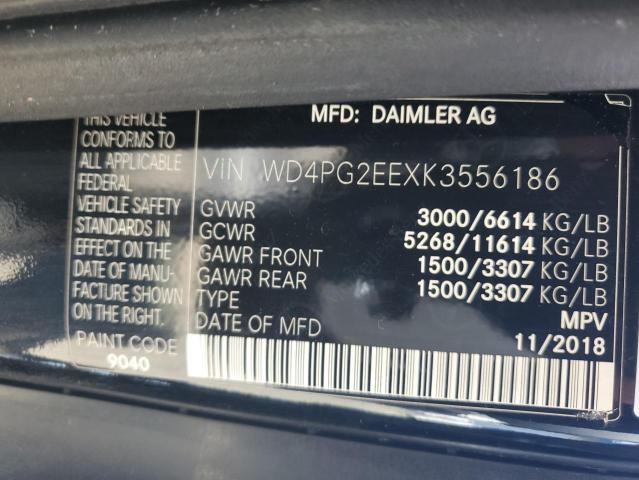 MFD: DAIMLER AG
THIS VEHICLE
CONFORMS TO
ALL APPLICABLE
FEDERAL
VEHICLE SAFETY
STANDARDS IN
EFFECT ON THE
DATE OF MANU-
FACTURE SHOWN
ON THE RIGHT.
PAINT CODE
9040
VIN WD4PG2EEXK3556186
GVWR 3000/6614 KG/LB
GCWR 5268/11614 KG/LB
GAWR FRONT 1500/3307 KG/LB
GAWR REAR 1500/3307 KG/LB
TYPE MPV
DATE OF MFD 11/2018